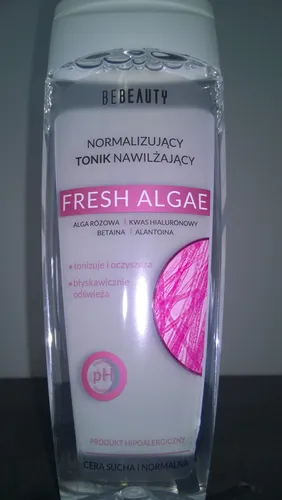 BEBEAUTY
NORMALIZUJĄCY
TONIK NAWILŻAJĄCY
FRESH ALGAE
ALGA RÓŻOWA | KWAS HIALURONOWY
BETAINA | ALANTOINA
• tonizuje i oczyszcza
• błyskawicznie
odświeża
pH
PRODUKT HIPOALERGICZNY
CERA SUCHA I NORMALNA